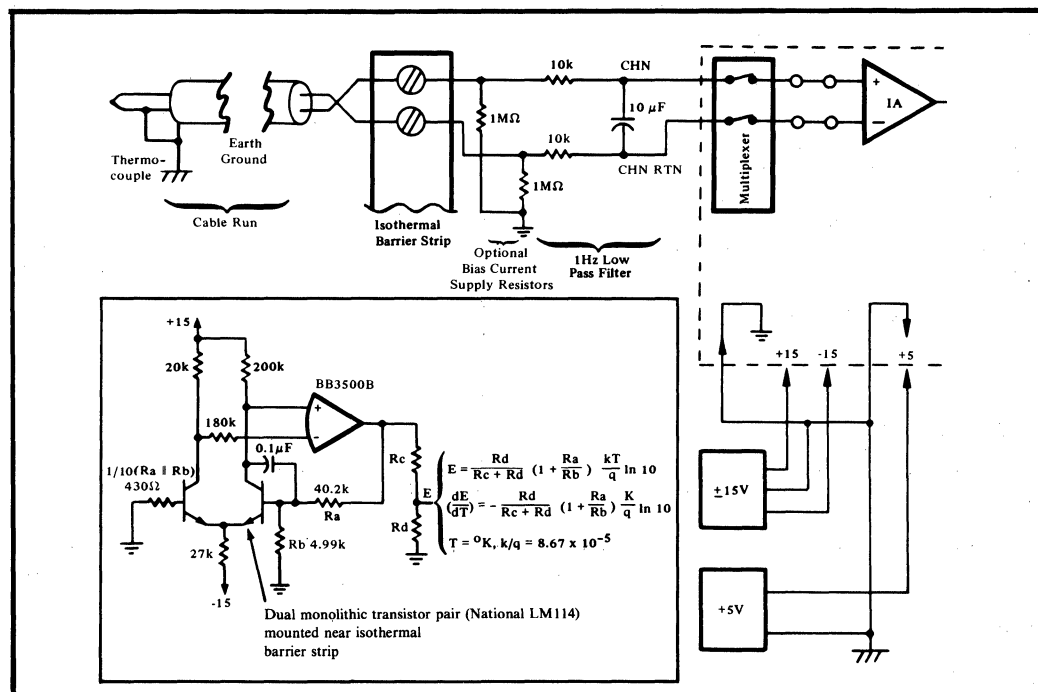 10k
CHN
1MΩ
10 μF
10k
1MΩ
CHN RTN
Multiplexer
+
−
IA
Earth
Ground
Thermo-
couple
Cable Run
Isothermal
Barrier Strip
Optional
Bias Current
Supply Resistors
1Hz Low
Pass Filter
+15
20k
200k
BB3500B
+
-
180k
0.1μF
1/10(Ra || Rb)
430Ω
40.2k
Ra
Rb 4.99k
27k
-15
Rc
E
Rd
E = Rd/(Rc + Rd) (1 + Ra/Rb) kT/q ln 10
(dE/dT) = - Rd/(Rc + Rd) (1 + Ra/Rb) K/q ln 10
T = °K, k/q = 8.67 x 10⁻⁵
Dual monolithic transistor pair (National LM114)
mounted near isothermal
barrier strip
+15
-15
+5
±15V
+5V